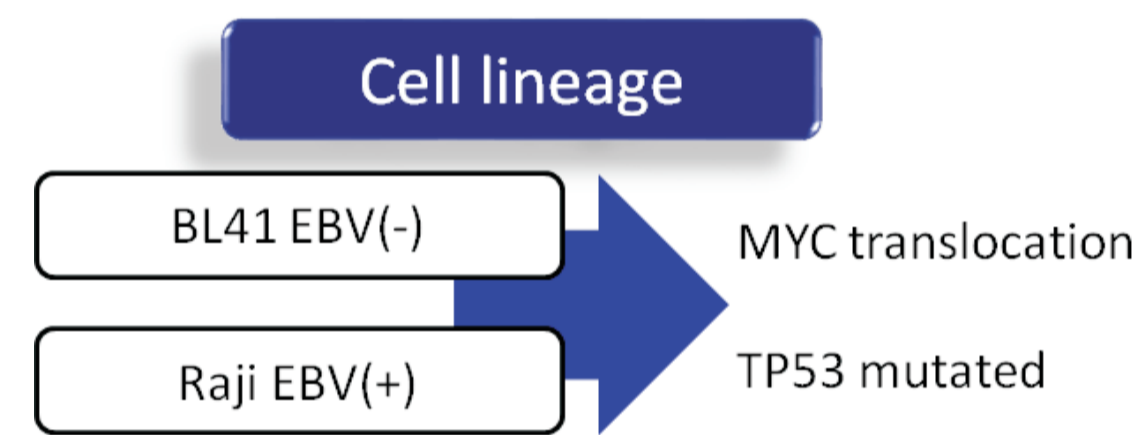 Cell lineage
BL41 EBV(-)
MYC translocation
Raji EBV(+)
TP53 mutated